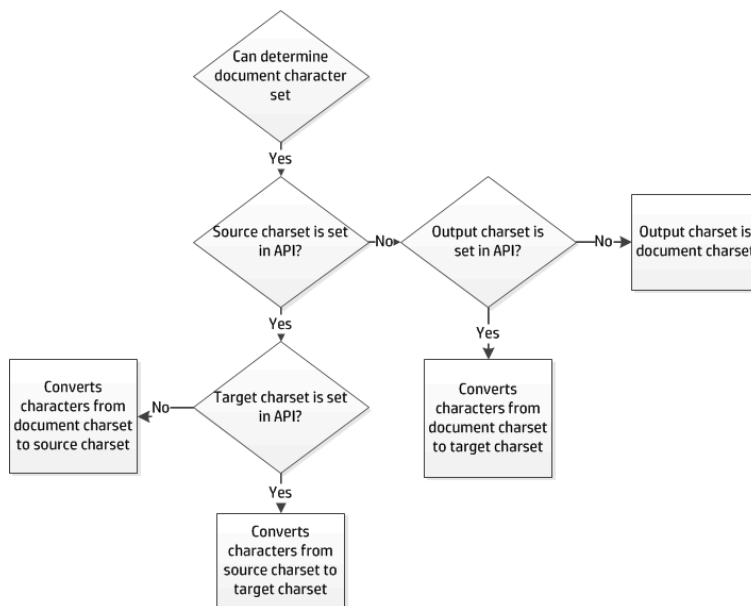 Can determine
document character
set
Yes
Source charset is set
in API?
No
Output charset is
set in API?
No
Output charset is
document charset
Yes
Yes
Target charset is set
in API?
No
Converts
characters from
document charset
to source charset
Converts
characters from
document charset
to target charset
Yes
Converts
characters from
source charset to
target charset